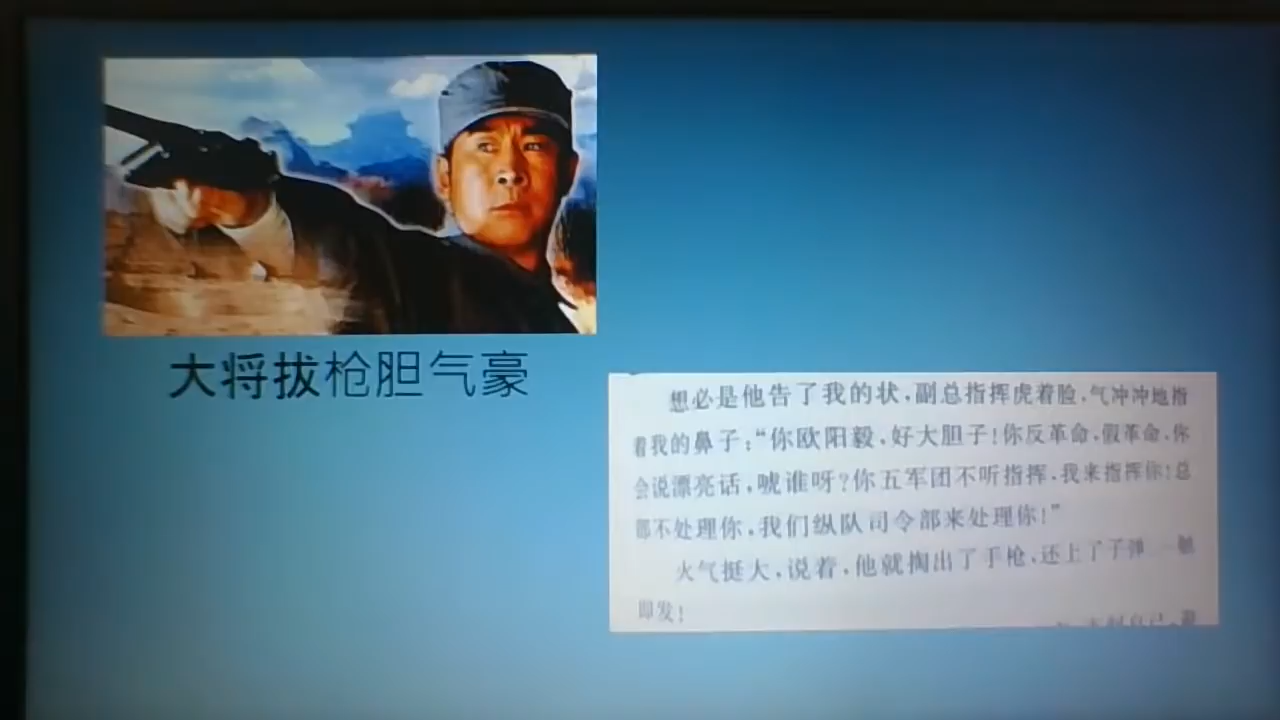 大将拔枪胆气豪
想必是他告了我的状,副总指挥虎着脸,气冲冲地指
着我的鼻子:“你欧阳毅,好大胆子!你反革命,假革命,你
会说漂亮话,唬谁呀?你五军团不听指挥,我来指挥你!总
部不处理你,我们纵队司令部来处理你!”
火气挺大,说着,他就掏出了手枪,还上了子弹 一触
即发!